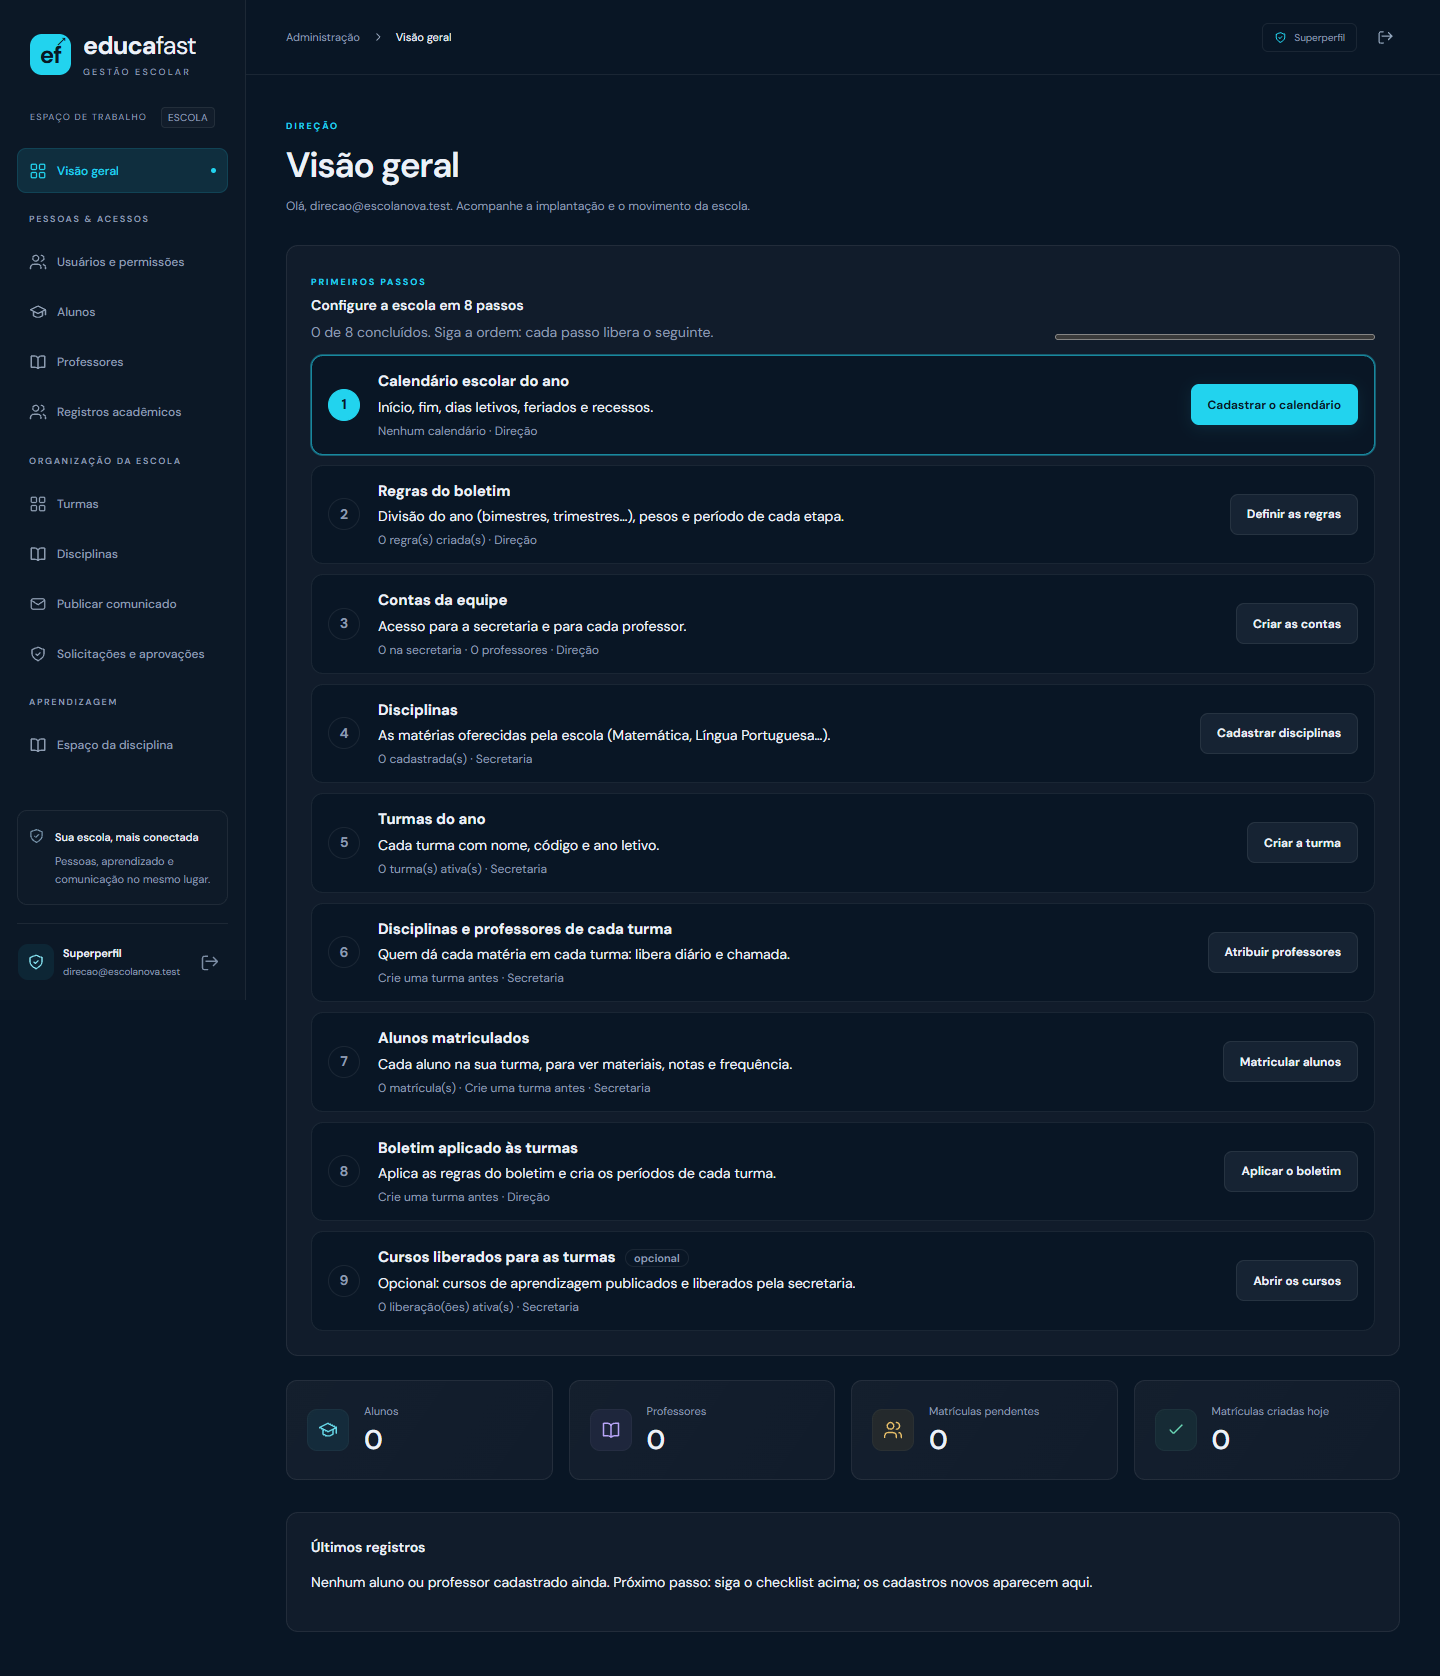 ef educafast
GESTÃO ESCOLAR
ESPAÇO DE TRABALHO ESCOLA
Visão geral
PESSOAS & ACESSOS
Usuários e permissões
Alunos
Professores
Registros acadêmicos
ORGANIZAÇÃO DA ESCOLA
Turmas
Disciplinas
Publicar comunicado
Solicitações e aprovações
APRENDIZAGEM
Espaço da disciplina
Sua escola, mais conectada
Pessoas, aprendizado e
comunicação no mesmo lugar.
Superperfil
direcao@escolanova.test
Administração > Visão geral
Superperfil
DIREÇÃO
Visão geral
Olá, direcao@escolanova.test. Acompanhe a implantação e o movimento da escola.
PRIMEIROS PASSOS
Configure a escola em 8 passos
0 de 8 concluídos. Siga a ordem: cada passo libera o seguinte.
1
Calendário escolar do ano
Início, fim, dias letivos, feriados e recessos.
Nenhum calendário · Direção
Cadastrar o calendário
2
Regras do boletim
Divisão do ano (bimestres, trimestres...), pesos e período de cada etapa.
0 regra(s) criada(s) · Direção
Definir as regras
3
Contas da equipe
Acesso para a secretaria e para cada professor.
0 na secretaria · 0 professores · Direção
Criar as contas
4
Disciplinas
As matérias oferecidas pela escola (Matemática, Língua Portuguesa...).
0 cadastrada(s) · Secretaria
Cadastrar disciplinas
5
Turmas do ano
Cada turma com nome, código e ano letivo.
0 turma(s) ativa(s) · Secretaria
Criar a turma
6
Disciplinas e professores de cada turma
Quem dá cada matéria em cada turma: libera diário e chamada.
Crie uma turma antes · Secretaria
Atribuir professores
7
Alunos matriculados
Cada aluno na sua turma, para ver materiais, notas e frequência.
0 matrícula(s) · Crie uma turma antes · Secretaria
Matricular alunos
8
Boletim aplicado às turmas
Aplica as regras do boletim e cria os períodos de cada turma.
Crie uma turma antes · Direção
Aplicar o boletim
9
Cursos liberados para as turmas opcional
Opcional: cursos de aprendizagem publicados e liberados pela secretaria.
0 liberação(ões) ativa(s) · Secretaria
Abrir os cursos
Alunos
0
Professores
0
Matrículas pendentes
0
Matrículas criadas hoje
0
Últimos registros
Nenhum aluno ou professor cadastrado ainda. Próximo passo: siga o checklist acima; os cadastros novos aparecem aqui.